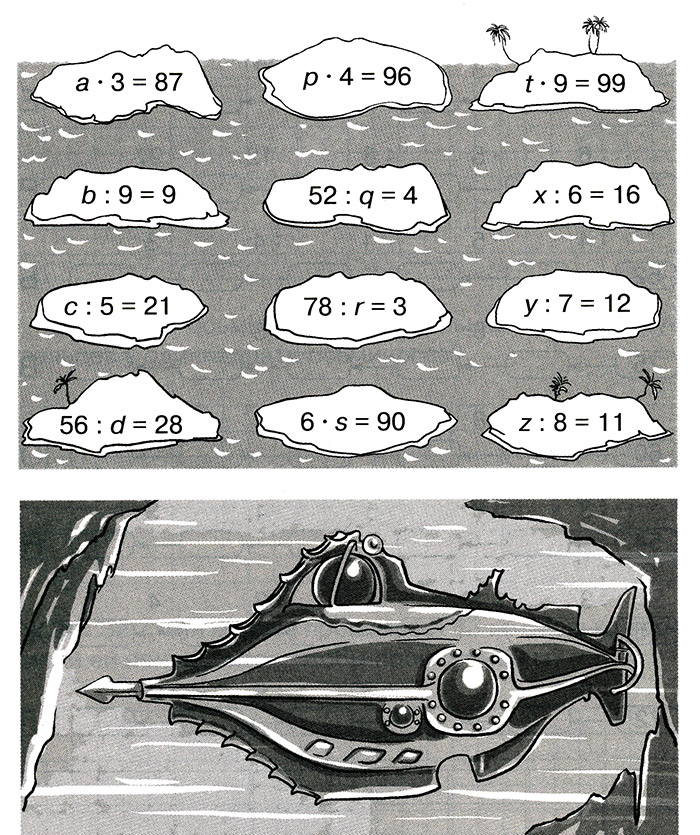 a · 3 = 87
p · 4 = 96
t · 9 = 99
b : 9 = 9
52 : q = 4
x : 6 = 16
c : 5 = 21
78 : r = 3
y : 7 = 12
56 : d = 28
6 · s = 90
z : 8 = 11